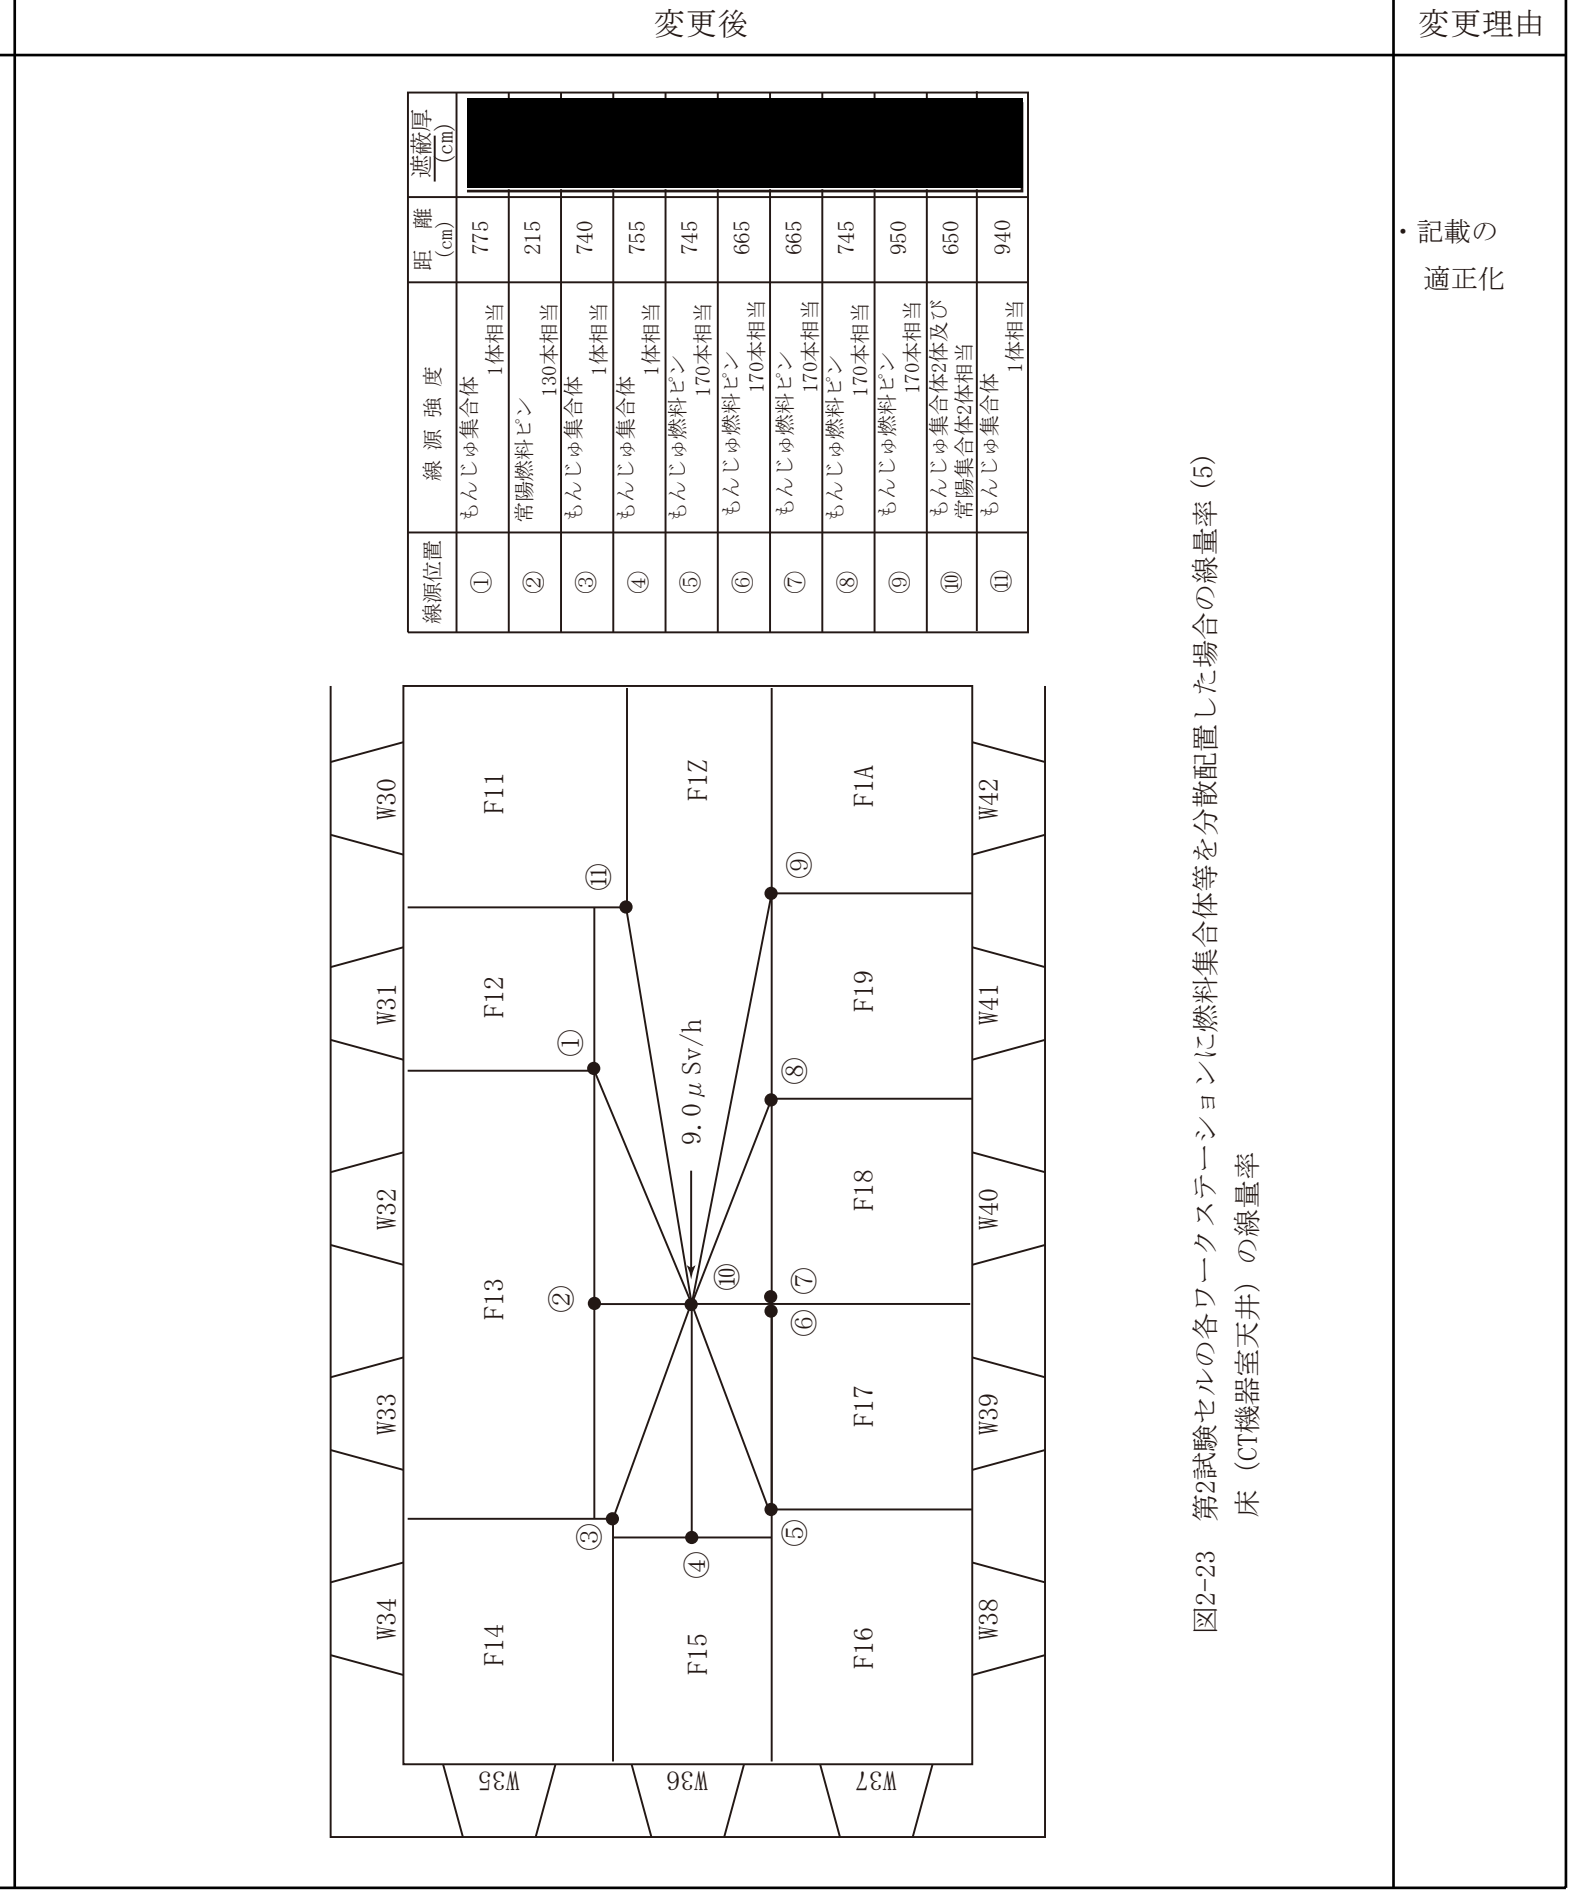 変更後
変更理由
・記載の
適正化
線源位置 線源強度 距離(cm) 遮蔽厚(cm)
① もんじゅ集合体 1体相当 775
② 常陽燃料ピン 130本相当 215
③ もんじゅ集合体 1体相当 740
④ もんじゅ集合体 1体相当 755
⑤ もんじゅ燃料ピン 170本相当 745
⑥ もんじゅ燃料ピン 170本相当 665
⑦ もんじゅ燃料ピン 170本相当 665
⑧ もんじゅ燃料ピン 170本相当 745
⑨ もんじゅ燃料ピン 170本相当 950
⑩ もんじゅ集合体2体及び常陽集合体2体相当 650
⑪ もんじゅ集合体 1体相当 940
W34
W33
W32
W31
W30
W35
W36
W37
F14
F13
F12
F11
F15
F1Z
F16
F17
F18
F19
F1A
①
②
③
④
⑤
⑥
⑦
⑧
⑨
⑩
⑪
9.0μSv/h
W38
W39
W40
W41
W42
図2-23 第2試験セルの各ワークステーションに燃料集合体等を分散配置した場合の線量率(5)
床(CT機器室天井)の線量率